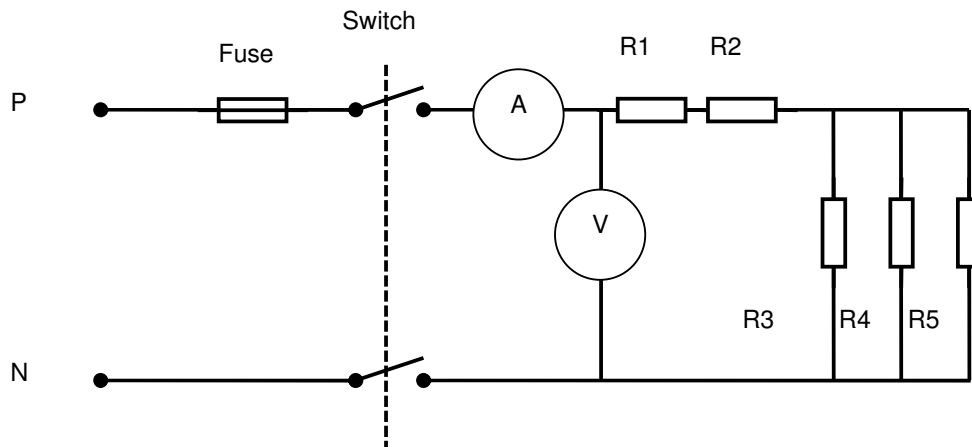 Switch
Fuse
R1 R2
P
A
V
R3 R4 R5
N